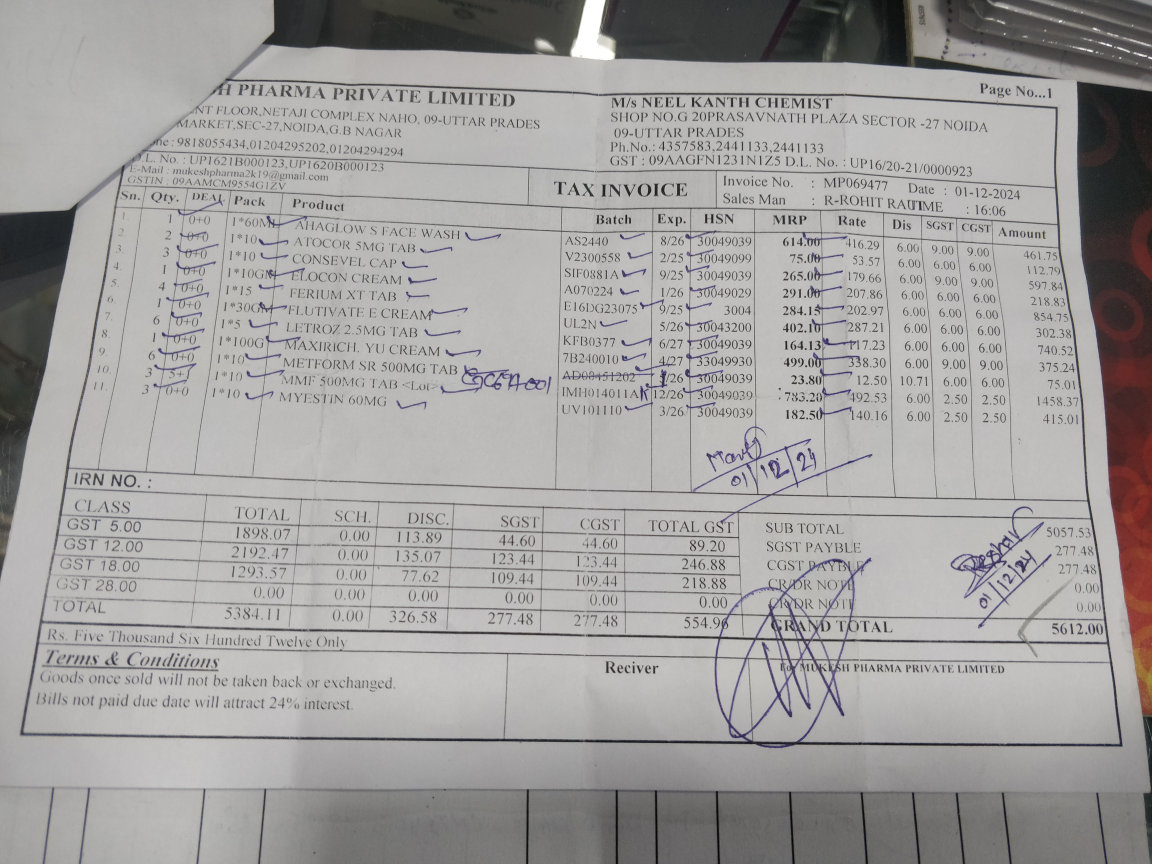 H PHARMA PRIVATE LIMITED
NT FLOOR,NETAJI COMPLEX NAHO, 09-UTTAR PRADES
MARKET,SEC-27,NOIDA,G.B NAGAR
ne : 9818055434,01204295202,01204294294
D.L. No. : UP1621B000123,UP1620B000123
E-Mail : mukeshpharma2k19@gmail.com
GSTIN : 09AAMCM9554G1ZV
Page No...1
M/s NEEL KANTH CHEMIST
SHOP NO.G 20PRASAVNATH PLAZA SECTOR -27 NOIDA
09-UTTAR PRADES
Ph.No.: 4357583,2441133,2441133
GST : 09AAGFN1231N1Z5 D.L. No. : UP16/20-21/0000923
TAX INVOICE
Invoice No. : MP069477 Date : 01-12-2024
Sales Man : R-ROHIT RAUTIME : 16:06
Sn. Qty. DEAL Pack Product Batch Exp. HSN MRP Rate Dis SGST CGST Amount
1. 1 0+0 1*60ML AHAGLOW S FACE WASH AS2440 8/26 30049039 614.00 416.29 6.00 9.00 9.00 461.75
2. 2 0+0 1*10 ATOCOR 5MG TAB V2300558 2/25 30049099 75.00 53.57 6.00 6.00 6.00 112.79
3. 3 0+0 1*10 CONSEVEL CAP SIF0881A 9/25 30049039 265.00 179.66 6.00 9.00 9.00 597.84
4. 1 0+0 1*10GM ELOCON CREAM A070224 1/26 30049029 291.00 207.86 6.00 6.00 6.00 218.83
5. 4 0+0 1*15 FERIUM XT TAB E16DG23075 9/25 3004 284.15 202.97 6.00 6.00 6.00 854.75
6. 1 0+0 1*30GM FLUTIVATE E CREAM UL2N 5/26 30043200 402.10 287.21 6.00 6.00 6.00 302.38
7. 6 0+0 1*5 LETROZ 2.5MG TAB KFB0377 6/27 30049039 164.13 117.23 6.00 6.00 6.00 740.52
8. 1 0+0 1*100G MAXIRICH. YU CREAM 7B240010 4/27 33049930 499.00 338.30 6.00 9.00 9.00 375.24
9. 6 0+0 1*10 METFORM SR 500MG TAB AD08451202 /26 30049039 23.80 12.50 10.71 6.00 6.00 75.01
10. 3 5+1 1*10 MMF 500MG TAB <Lor> IMH014011A 12/26 30049039 783.20 492.53 6.00 2.50 2.50 1458.37
11. 3 0+0 1*10 MYESTIN 60MG UV101110 3/26 30049039 182.50 140.16 6.00 2.50 2.50 415.01
01/12/24
IRN NO. :
CLASS TOTAL SCH. DISC. SGST CGST TOTAL GST
GST 5.00 1898.07 0.00 113.89 44.60 44.60 89.20
GST 12.00 2192.47 0.00 135.07 123.44 123.44 246.88
GST 18.00 1293.57 0.00 77.62 109.44 109.44 218.88
GST 28.00 0.00 0.00 0.00 0.00 0.00 0.00
TOTAL 5384.11 0.00 326.58 277.48 277.48 554.96
SUB TOTAL 5057.53
SGST PAYBLE 277.48
CGST PAYBLE 277.48
CR/DR NOTE 0.00
CR/DR NOTE 0.00
GRAND TOTAL 5612.00
01/12/24
Rs. Five Thousand Six Hundred Twelve Only
Terms & Conditions
Goods once sold will not be taken back or exchanged.
Bills not paid due date will attract 24% interest.
Reciver
For MUKESH PHARMA PRIVATE LIMITED